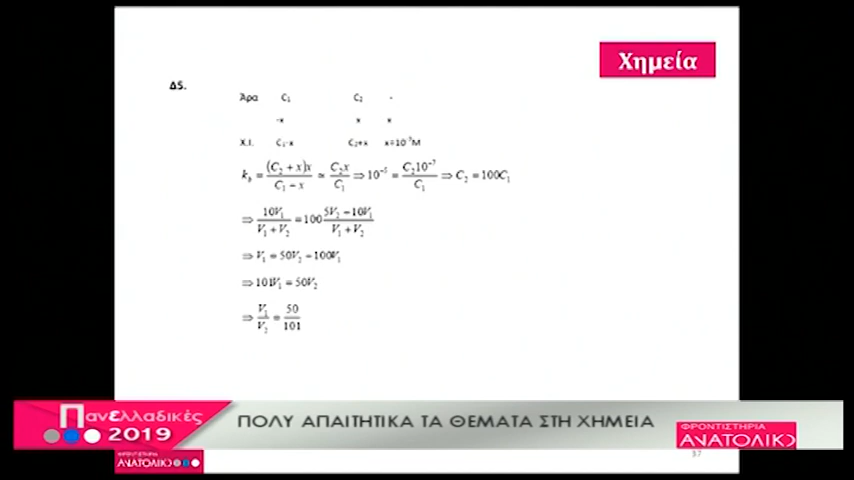 Χημεία
Δ5.
Άρα C₁ C₂ -
-x x x
Χ.Ι. C₁-x C₂+x x=10⁻⁷M
k_b = (C₂ + x)x / (C₁ − x) ≃ C₂x / C₁ ⇒ 10⁻⁵ = C₂10⁻⁷ / C₁ ⇒ C₂ = 100C₁
⇒ 10V₁ / (V₁ + V₂) = 100 (5V₂ − 10V₁) / (V₁ + V₂)
⇒ V₁ = 50V₂ − 100V₁
⇒ 101V₁ = 50V₂
⇒ V₁ / V₂ = 50 / 101
Πανελλαδικές
2019
ΠΟΛΥ ΑΠΑΙΤΗΤΙΚΑ ΤΑ ΘΕΜΑΤΑ ΣΤΗ ΧΗΜΕΙΑ
ΦΡΟΝΤΙΣΤΗΡΙΑ
ΑΝΑΤΟΛΙΚΟ
ΦΡΟΝΤΙΣΤΗΡΙΑ
ΑΝΑΤΟΛΙΚΟ
37